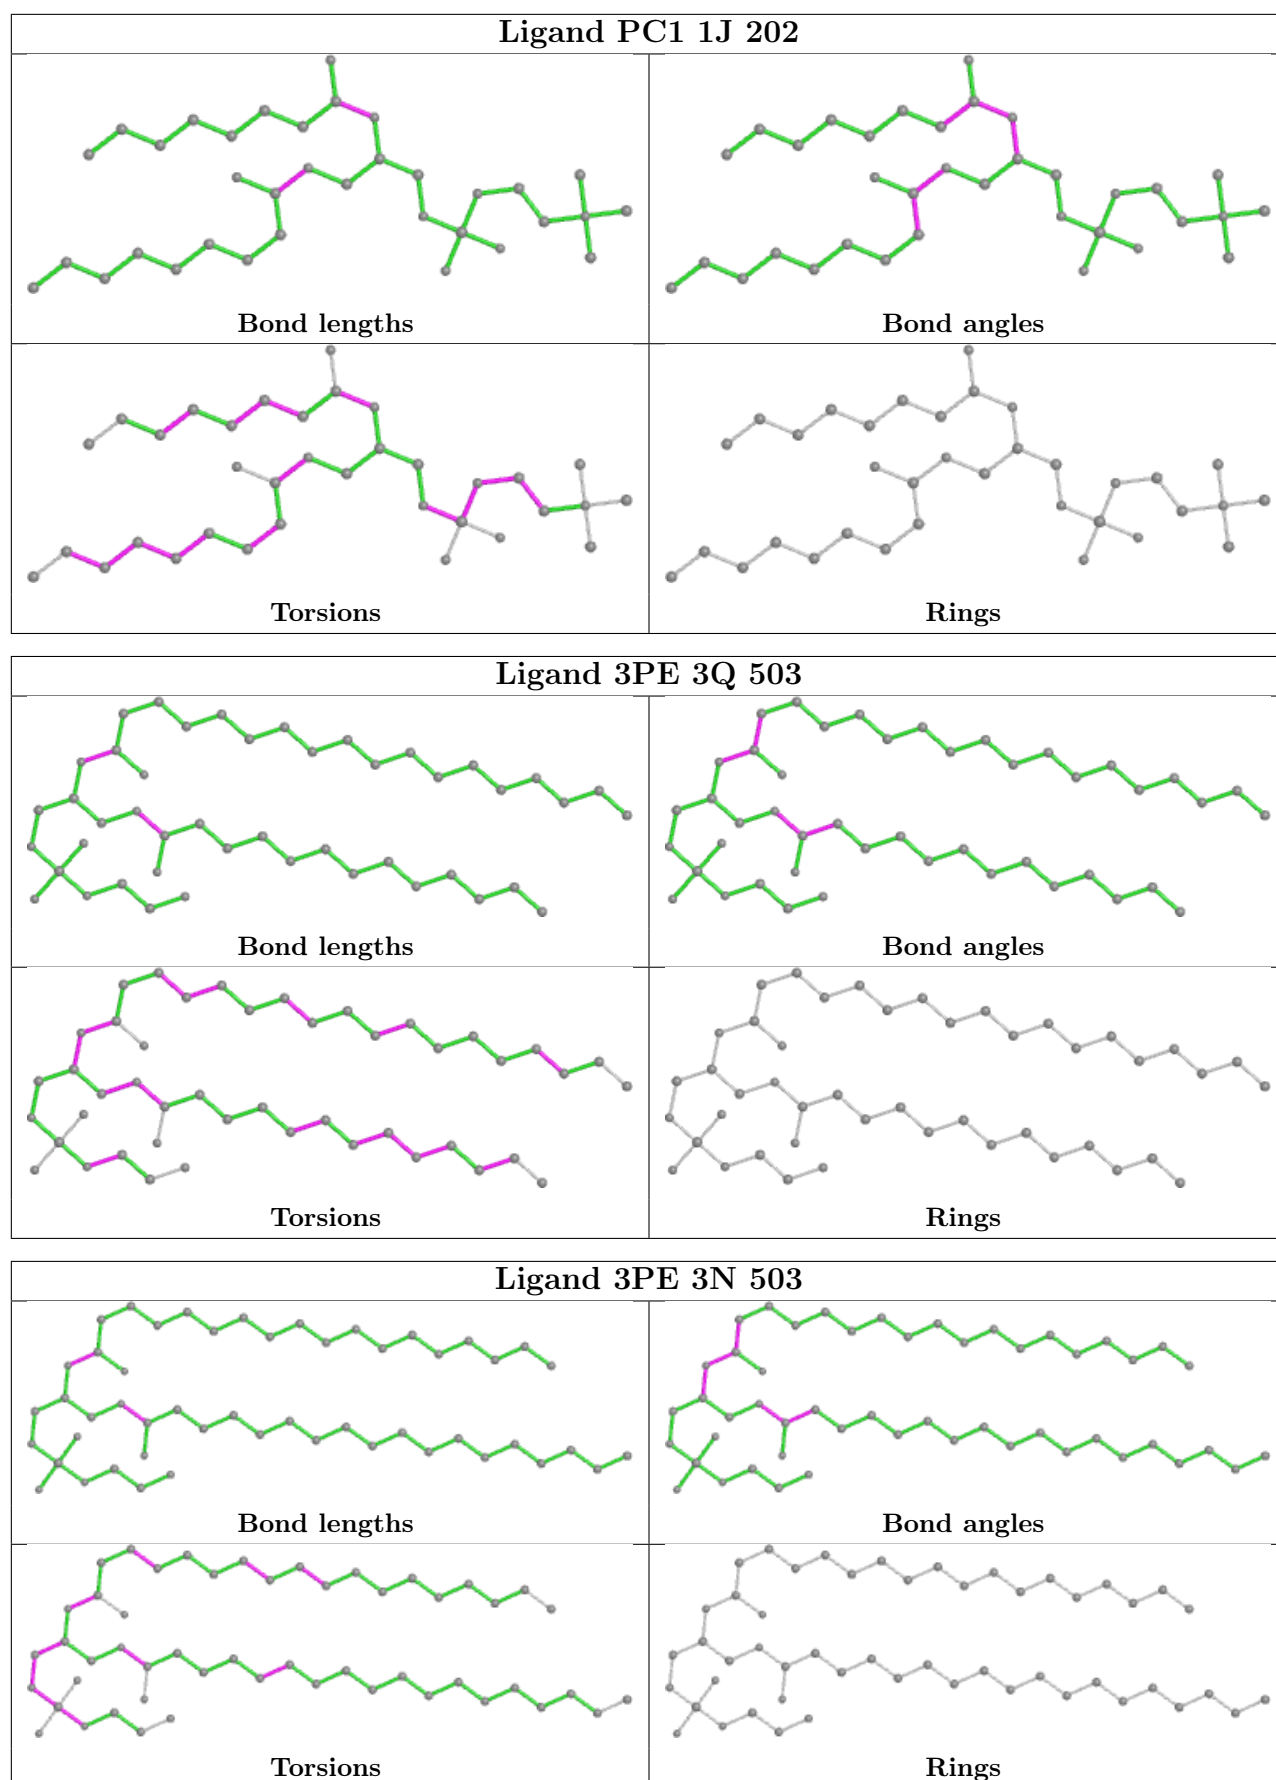 Ligand PC1 1J 202
Bond lengths
Bond angles
Torsions
Rings
Ligand 3PE 3Q 503
Bond lengths
Bond angles
Torsions
Rings
Ligand 3PE 3N 503
Bond lengths
Bond angles
Torsions
Rings